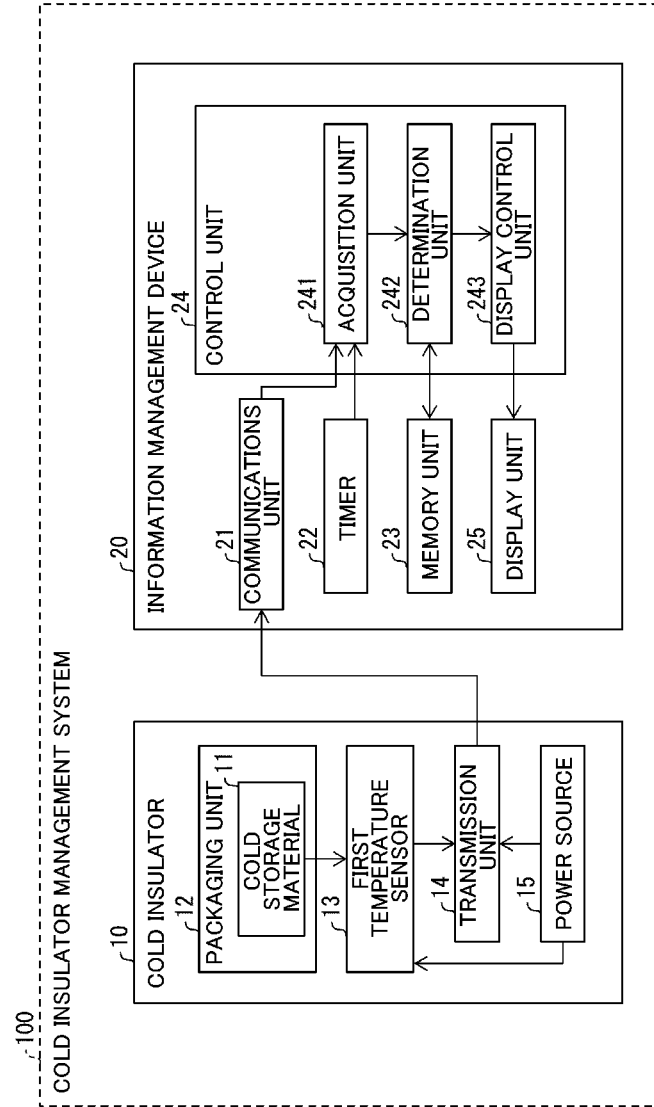 100
COLD INSULATOR MANAGEMENT SYSTEM
10
COLD INSULATOR
12
PACKAGING UNIT
11
COLD
STORAGE
MATERIAL
13
FIRST
TEMPERATURE
SENSOR
14
TRANSMISSION
UNIT
15
POWER SOURCE
20
INFORMATION MANAGEMENT DEVICE
21
COMMUNICATIONS
UNIT
22
TIMER
23
MEMORY UNIT
25
DISPLAY UNIT
24
CONTROL UNIT
241
ACQUISITION UNIT
242
DETERMINATION
UNIT
243
DISPLAY CONTROL
UNIT